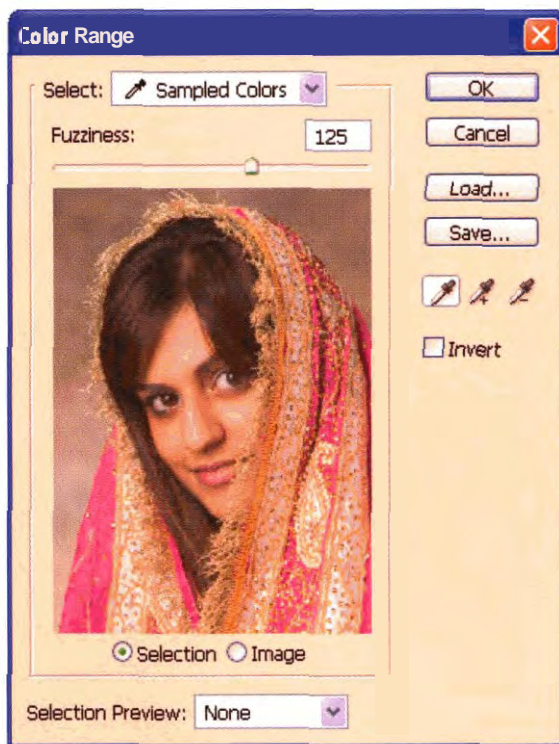 Color Range
Select: Sampled Colors
OK
Fuzziness: 125
Cancel
Load...
Save...
Invert
Selection Image
Selection Preview: None